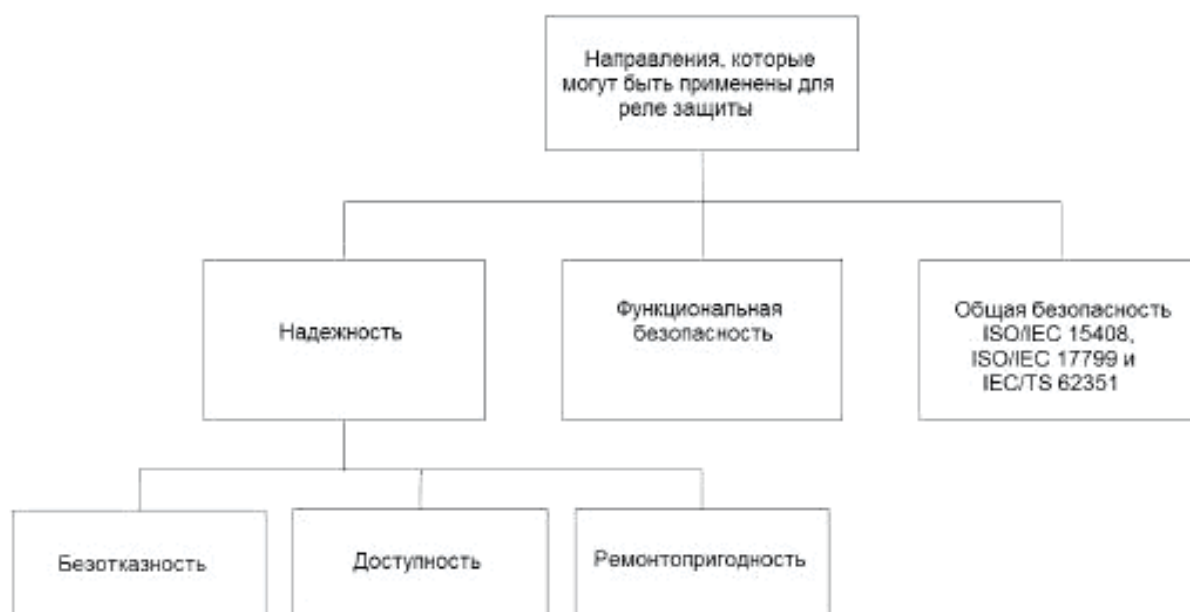 Направления, которые
могут быть применены для
реле защиты
Надежность
Функциональная
безопасность
Общая безопасность
ISO/IEC 15408,
ISO/IEC 17799 и
IEC/TS 62351
Безотказность
Доступность
Ремонтопригодность